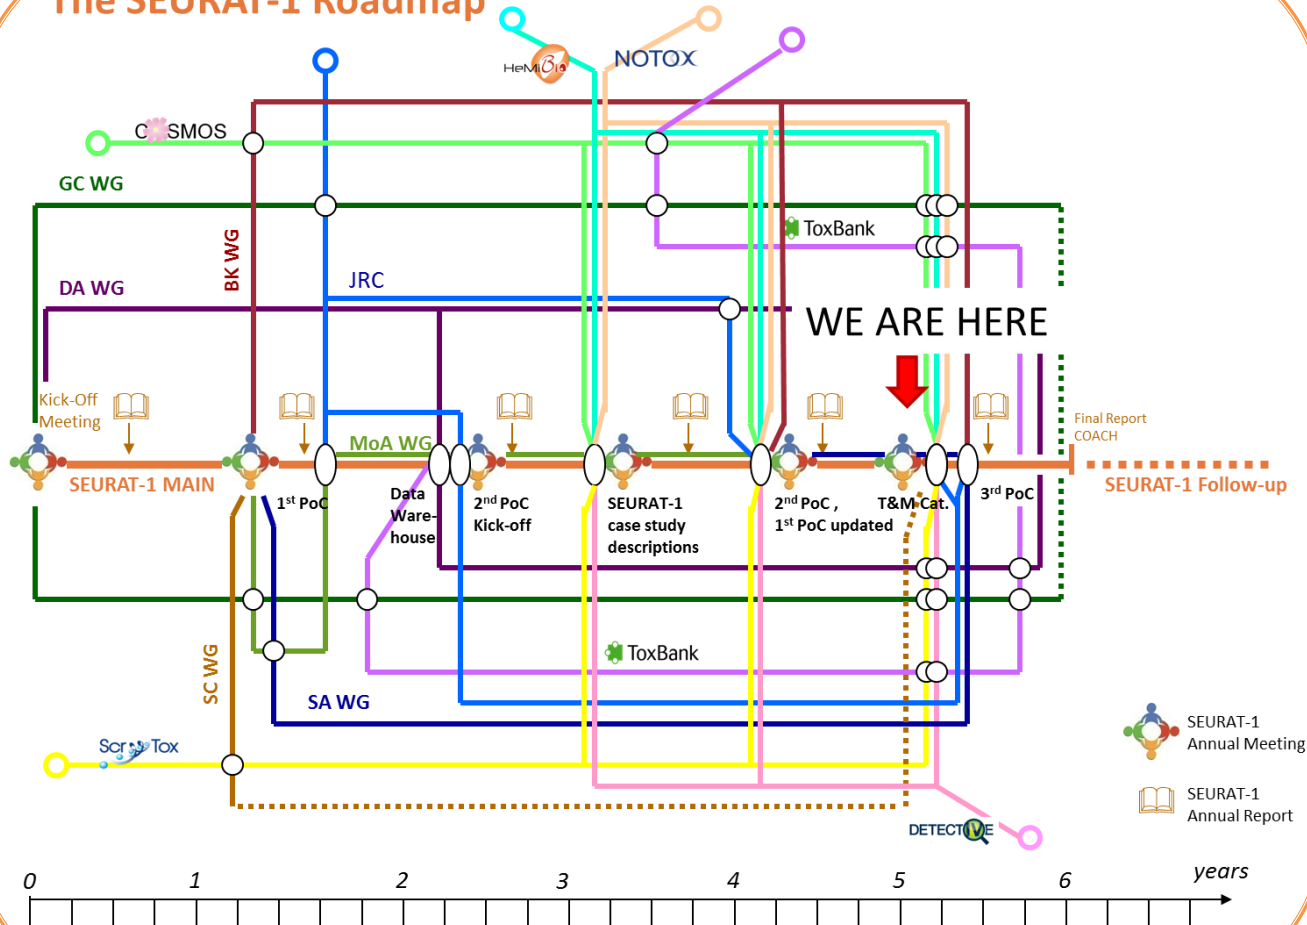 The SEURAT-1 Roadmap
HeMiBio
NOTOX
COSMOS
GC WG
ToxBank
BK WG
JRC
DA WG
WE ARE HERE
Kick-Off
Meeting
Final Report
COACH
MoA WG
SEURAT-1 MAIN
SEURAT-1 Follow-up
1st PoC
Data
Ware-
house
2nd PoC
Kick-off
SEURAT-1
case study
descriptions
2nd PoC ,
1st PoC updated
T&M Cat.
3rd PoC
ToxBank
SC WG
SA WG
SEURAT-1
Annual Meeting
Scr Tox
SEURAT-1
Annual Report
DETECTIVE
0 1 2 3 4 5 6 years